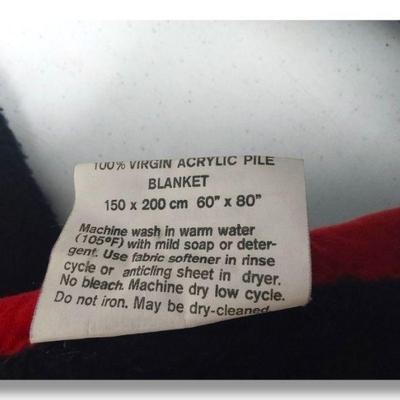 100% VIRGIN ACRYLIC PILE
BLANKET
150 x 200 cm 60" x 80"
Machine wash in warm water
(105ºF) with mild soap or deter-
gent. Use fabric softener in rinse
cycle or anticling sheet in dryer.
No bleach. Machine dry low cycle.
Do not iron. May be dry-cleaned